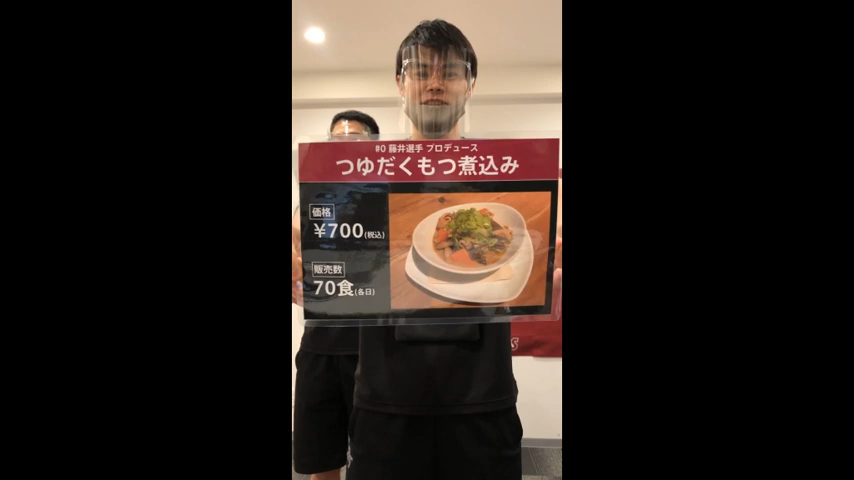 #0 藤井選手 プロデュース
つゆだくもつ煮込み
価格
¥700(税込)
販売数
70食(各日)
S